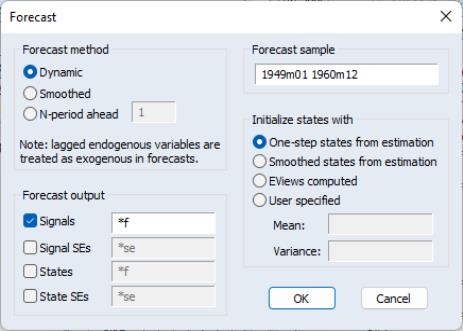 Forecast
Forecast method
Dynamic
Smoothed
N-period ahead 1
Note: lagged endogenous variables are
treated as exogenous in forecasts.
Forecast output
Signals *f
Signal SEs *se
States *f
State SEs *se
Forecast sample
1949m01 1960m12
Initialize states with
One-step states from estimation
Smoothed states from estimation
EViews computed
User specified
Mean:
Variance:
OK Cancel